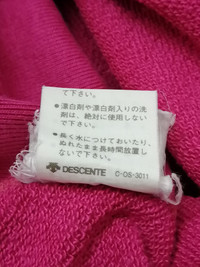 て下さい。
●漂白剤や漂白剤入りの洗
剤は、絶対に使用しない
で下さい。
●長く水につけておいたり、
ぬれたまま長時間放置し
ないで下さい。
DESCENTE D-DS-3011